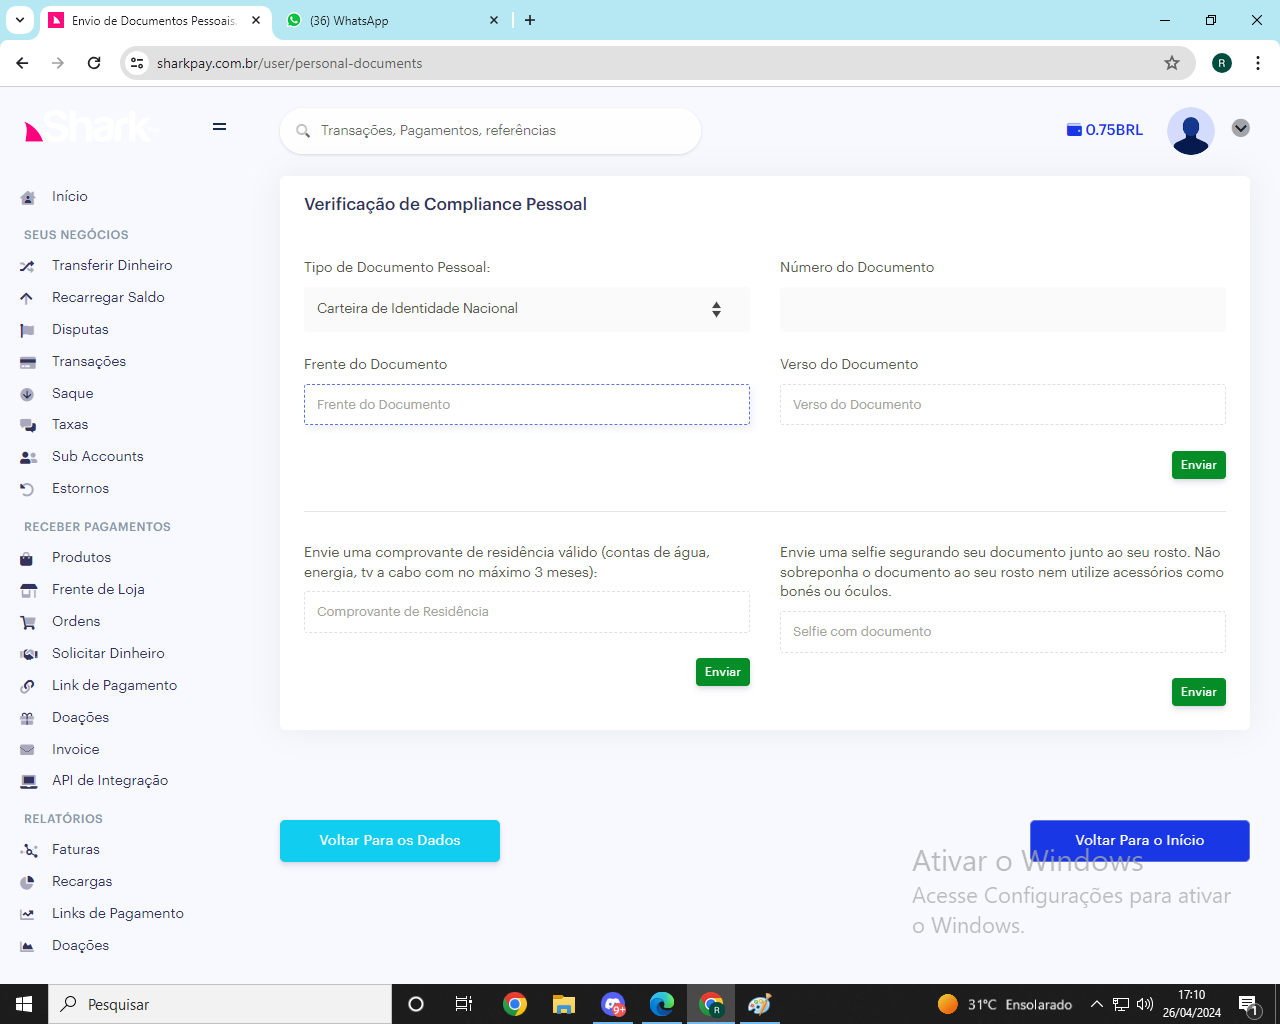 Envio de Documentos Pessoais
(36) WhatsApp
sharkpay.com.br/user/personal-documents
R
Shark
Transações, Pagamentos, referências
0.75BRL
Início
SEUS NEGÓCIOS
Transferir Dinheiro
Recarregar Saldo
Disputas
Transações
Saque
Taxas
Sub Accounts
Estornos
RECEBER PAGAMENTOS
Produtos
Frente de Loja
Ordens
Solicitar Dinheiro
Link de Pagamento
Doações
Invoice
API de Integração
RELATÓRIOS
Faturas
Recargas
Links de Pagamento
Doações
Verificação de Compliance Pessoal
Tipo de Documento Pessoal:
Número do Documento
Carteira de Identidade Nacional
Frente do Documento
Verso do Documento
Frente do Documento
Verso do Documento
Enviar
Envie uma comprovante de residência válido (contas de água,
energia, tv a cabo com no máximo 3 meses):
Comprovante de Residência
Enviar
Envie uma selfie segurando seu documento junto ao seu rosto. Não
sobreponha o documento ao seu rosto nem utilize acessórios como
bonés ou óculos.
Selfie com documento
Enviar
Voltar Para os Dados
Voltar Para o Início
Ativar o Windows
Acesse Configurações para ativar
o Windows.
Pesquisar
9+
R
31°C Ensolarado
17:10
26/04/2024
1